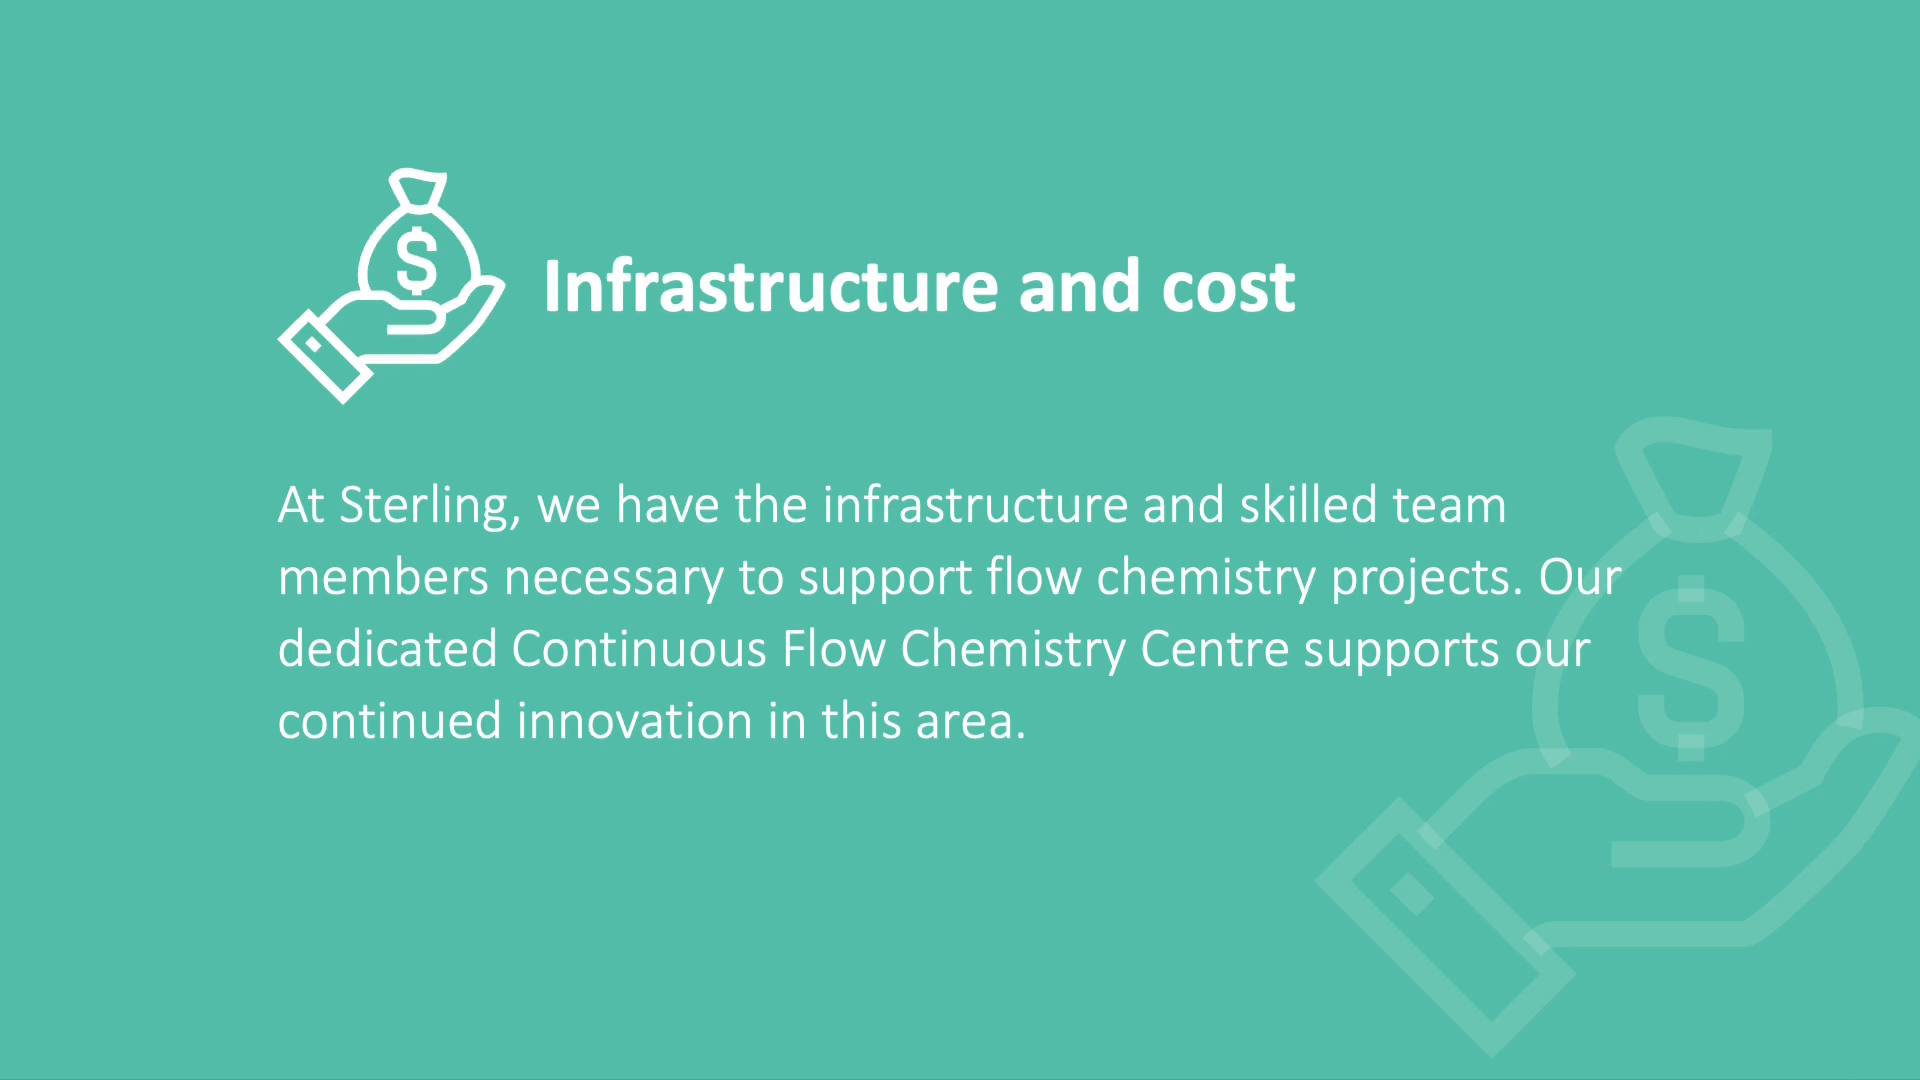 $
Infrastructure and cost
At Sterling, we have the infrastructure and skilled team
members necessary to support flow chemistry projects. Our
dedicated Continuous Flow Chemistry Centre supports our
continued innovation in this area.
$